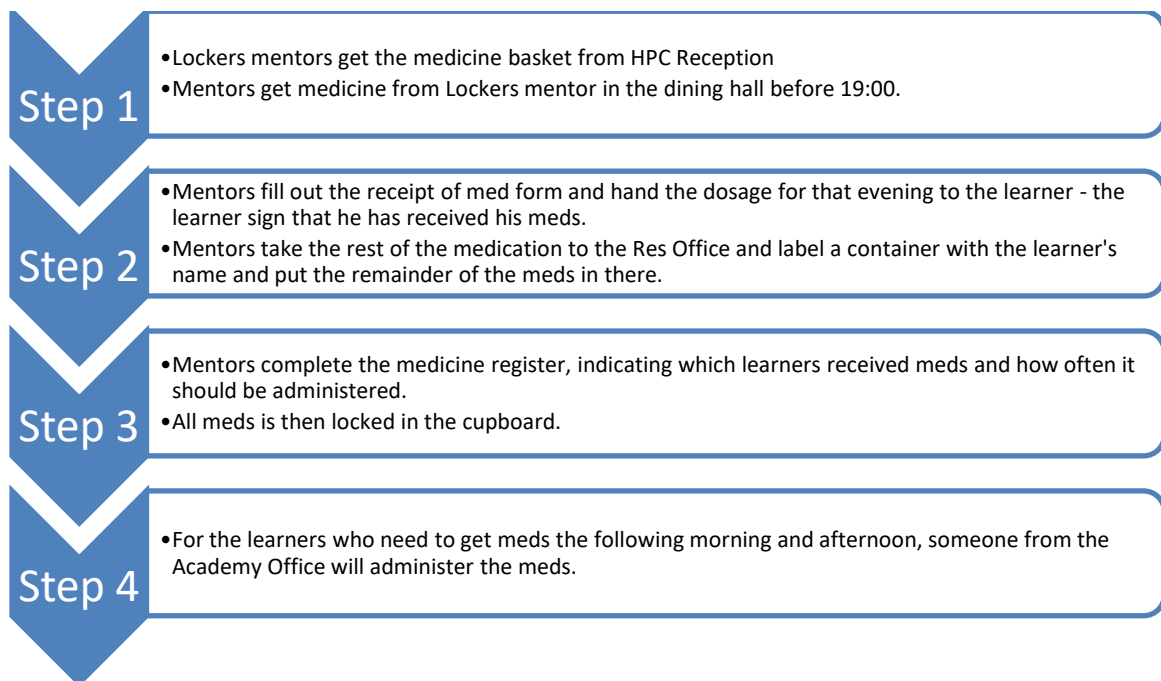 Step 1
•Lockers mentors get the medicine basket from HPC Reception
•Mentors get medicine from Lockers mentor in the dining hall before 19:00.
Step 2
•Mentors fill out the receipt of med form and hand the dosage for that evening to the learner - the
learner sign that he has received his meds.
•Mentors take the rest of the medication to the Res Office and label a container with the learner's
name and put the remainder of the meds in there.
Step 3
•Mentors complete the medicine register, indicating which learners received meds and how often it
should be administered.
•All meds is then locked in the cupboard.
Step 4
•For the learners who need to get meds the following morning and afternoon, someone from the
Academy Office will administer the meds.